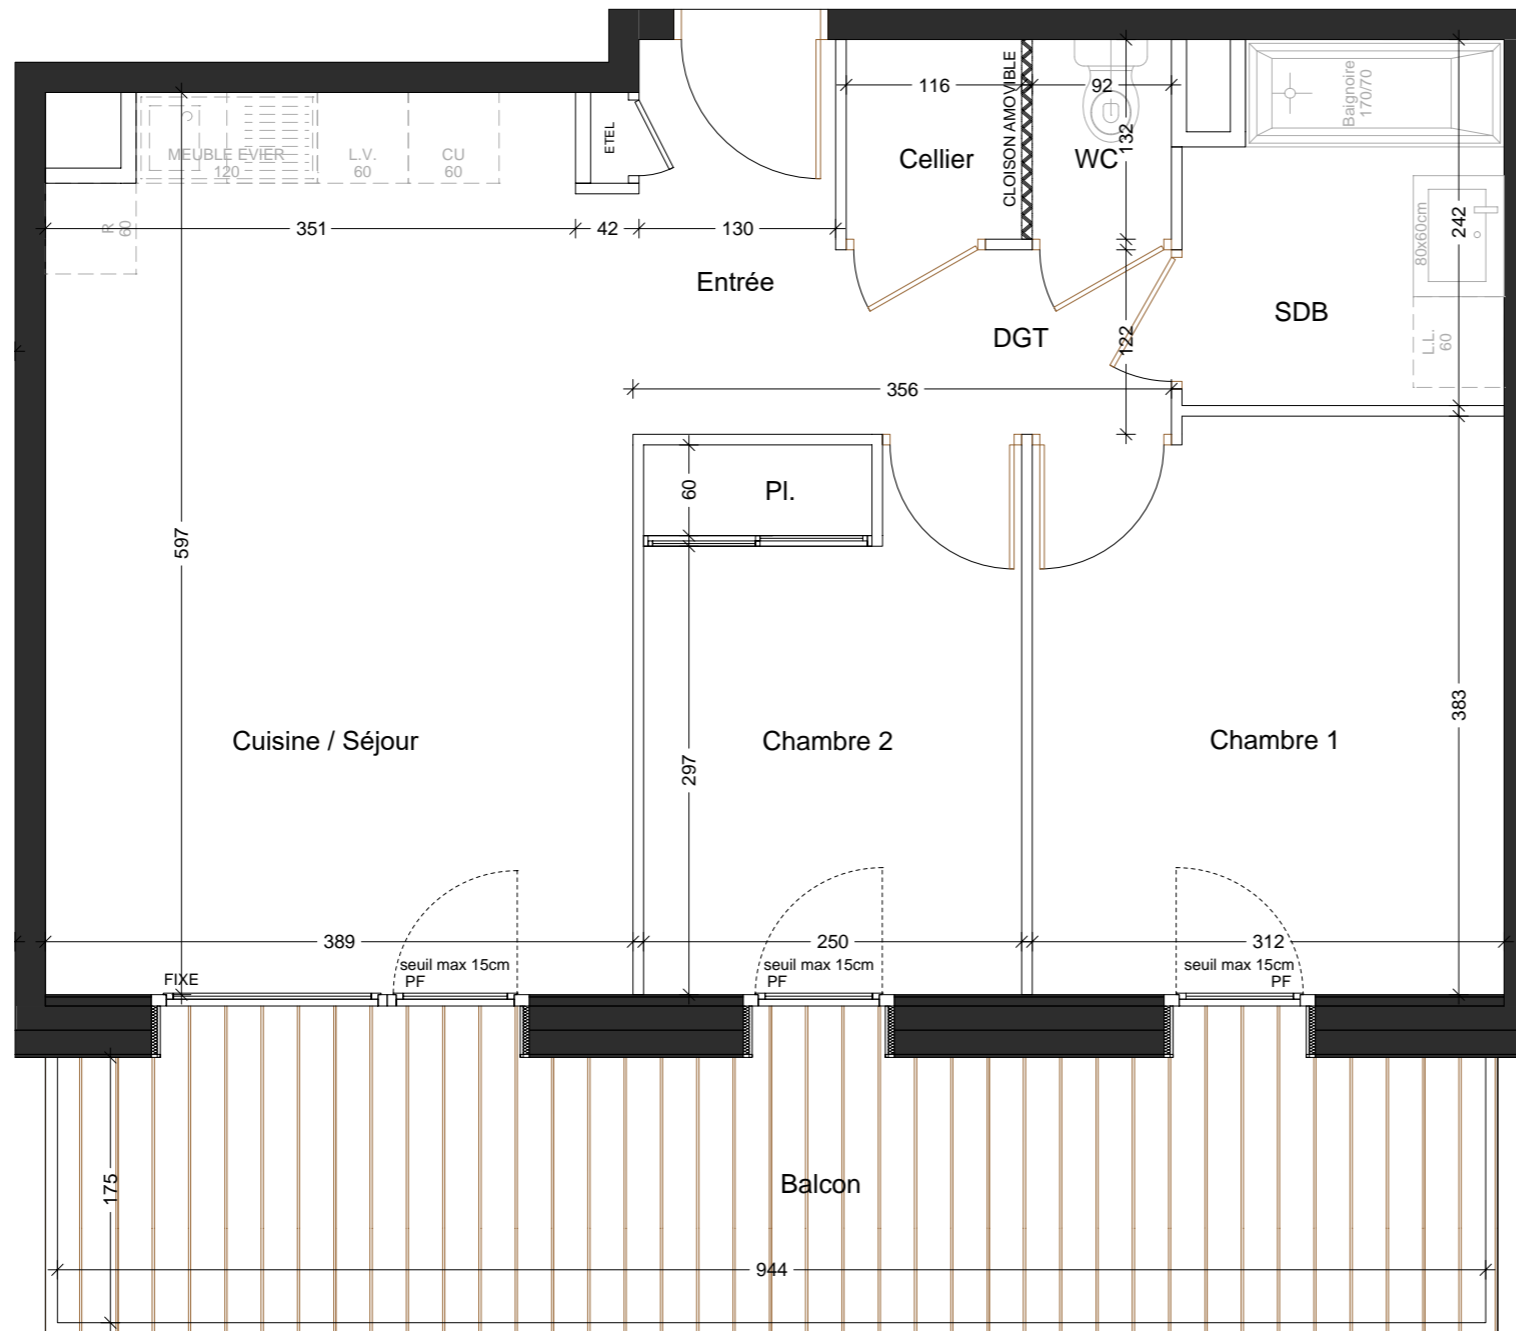 116
CLOISON AMOVIBLE
92
Baignoire
170/70
ETEL
132
MEUBLE EVIER
120
L.V.
60
CU
60
Cellier
WC
R
60
351
42
130
242
80x60cm
Entrée
SDB
DGT
122
L.L.
60
356
60
Pl.
597
383
Cuisine / Séjour
Chambre 2
Chambre 1
297
389
250
312
seuil max 15cm
PF
seuil max 15cm
PF
seuil max 15cm
PF
FIXE
175
Balcon
944